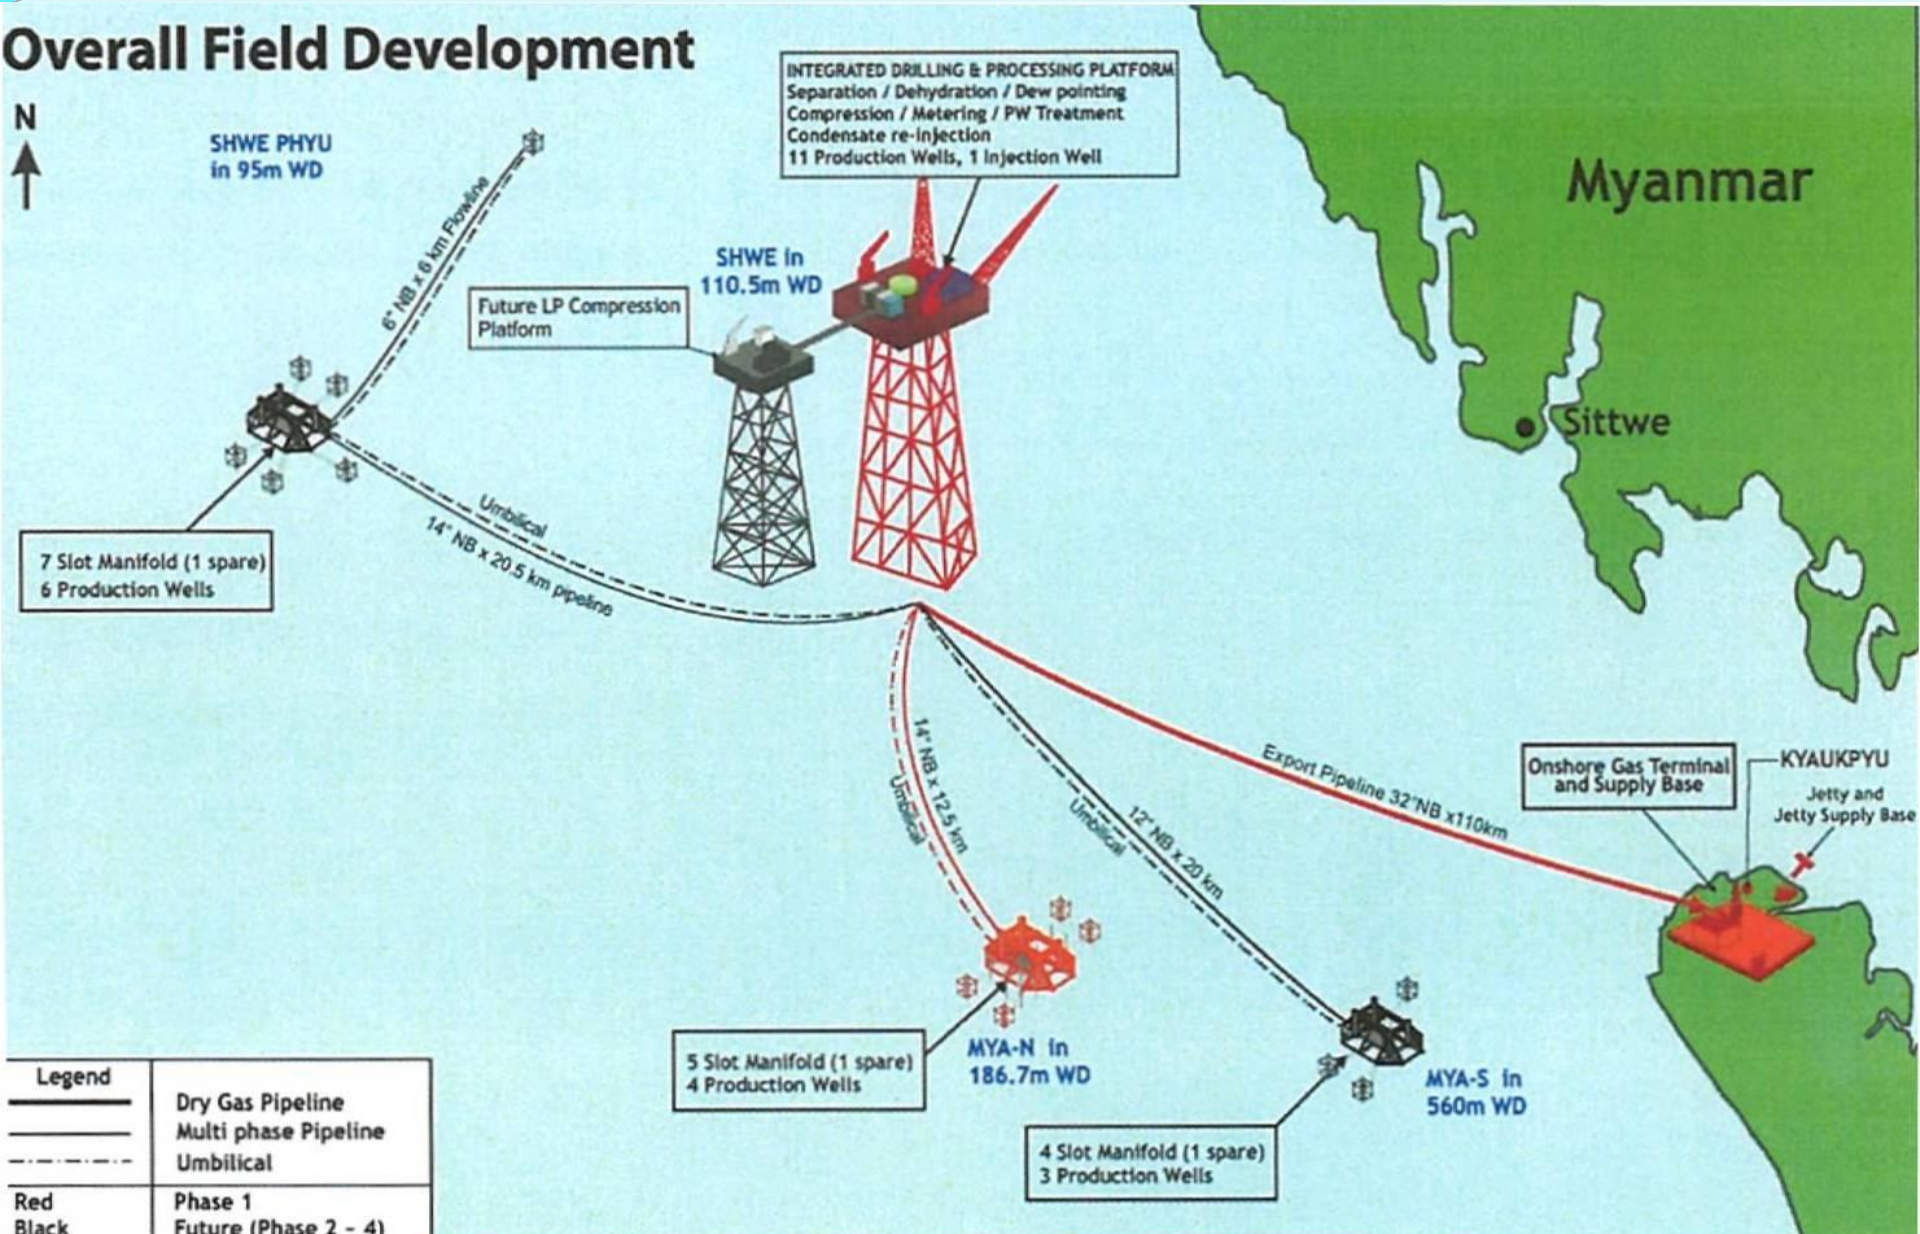 Overall Field Development
N
SHWE PHYU
in 95m WD
6" NB x 6 km Flowline
INTEGRATED DRILLING & PROCESSING PLATFORM
Separation / Dehydration / Dew pointing
Compression / Metering / PW Treatment
Condensate re-injection
11 Production Wells, 1 Injection Well
SHWE in
110.5m WD
Future LP Compression
Platform
Myanmar
Sittwe
7 Slot Manifold (1 spare)
6 Production Wells
Umbilical
14" NB x 20.5 km pipeline
14" NB x 12.5 km
Umbilical
12" NB x 20 km
Umbilical
Export Pipeline 32"NB x110km
Onshore Gas Terminal
and Supply Base
KYAUKPYU
Jetty and
Jetty Supply Base
5 Slot Manifold (1 spare)
4 Production Wells
MYA-N in
186.7m WD
4 Slot Manifold (1 spare)
3 Production Wells
MYA-S in
560m WD
Legend
Dry Gas Pipeline
Multi phase Pipeline
Umbilical
Red Phase 1
Black Future (Phase 2 - 4)